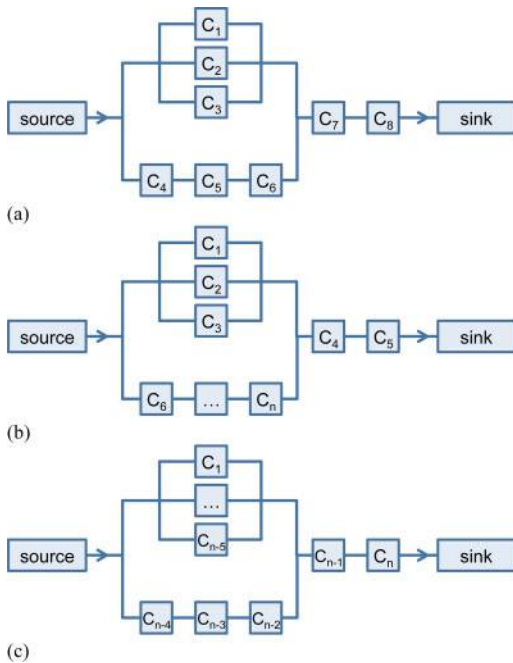 C₁
C₂
C₃
source
C₇ C₈ sink
C₄ C₅ C₆
(a)
C₁
C₂
C₃
source
C₄ C₅ sink
C₆ ... Cₙ
(b)
C₁
...
Cₙ₋₅
source
Cₙ₋₁ Cₙ sink
Cₙ₋₄ Cₙ₋₃ Cₙ₋₂
(c)